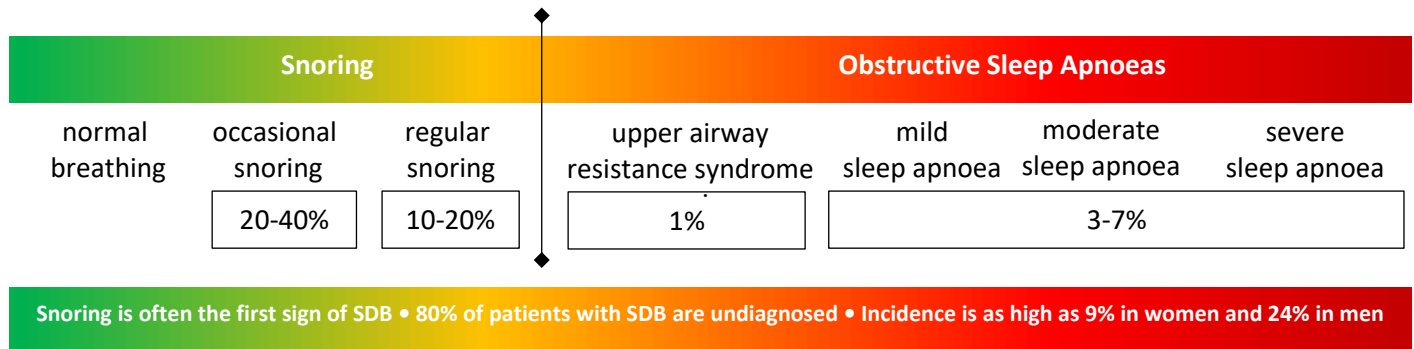 Snoring
Obstructive Sleep Apnoeas
normal
breathing
occasional
snoring
regular
snoring
upper airway
resistance syndrome
.
mild
sleep apnoea
moderate
sleep apnoea
severe
sleep apnoea
20-40%
10-20%
1%
3-7%
Snoring is often the first sign of SDB • 80% of patients with SDB are undiagnosed • Incidence is as high as 9% in women and 24% in men